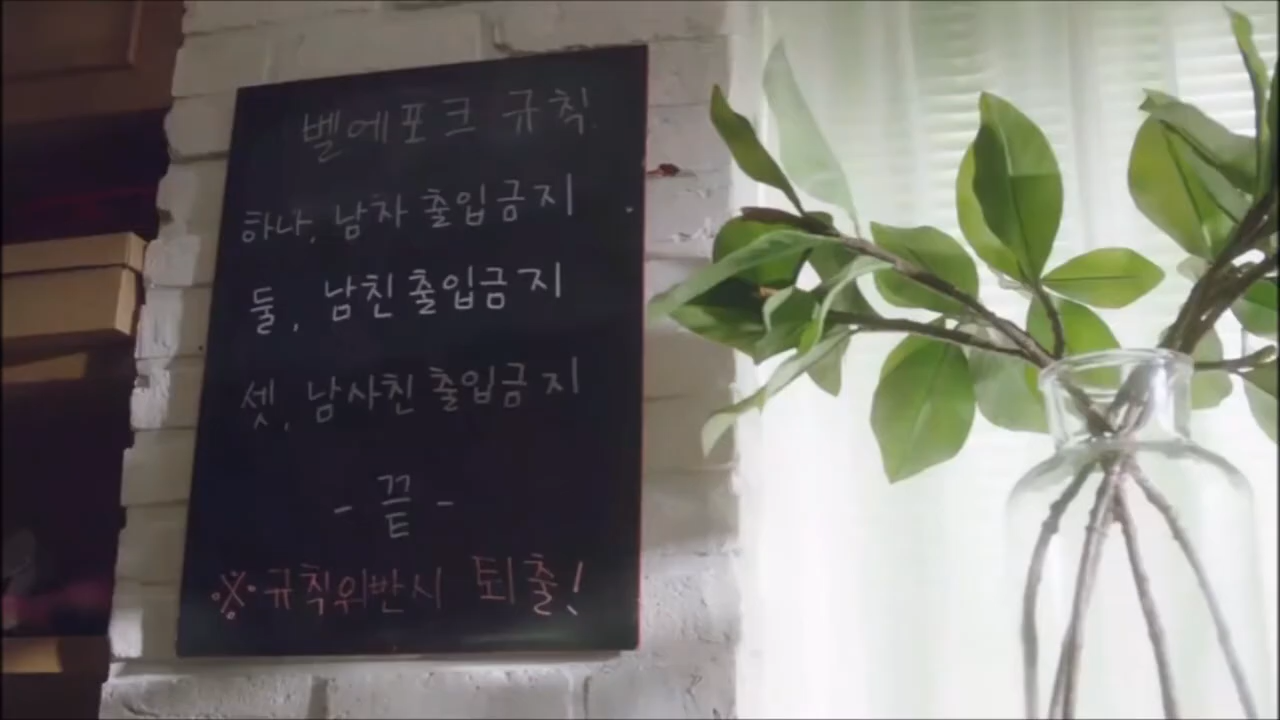 벨에포크 규칙
하나, 남자 출입금지
둘, 남친 출입금지
셋, 남사친 출입금지
- 끝 -
※ 규칙위반시 퇴출!